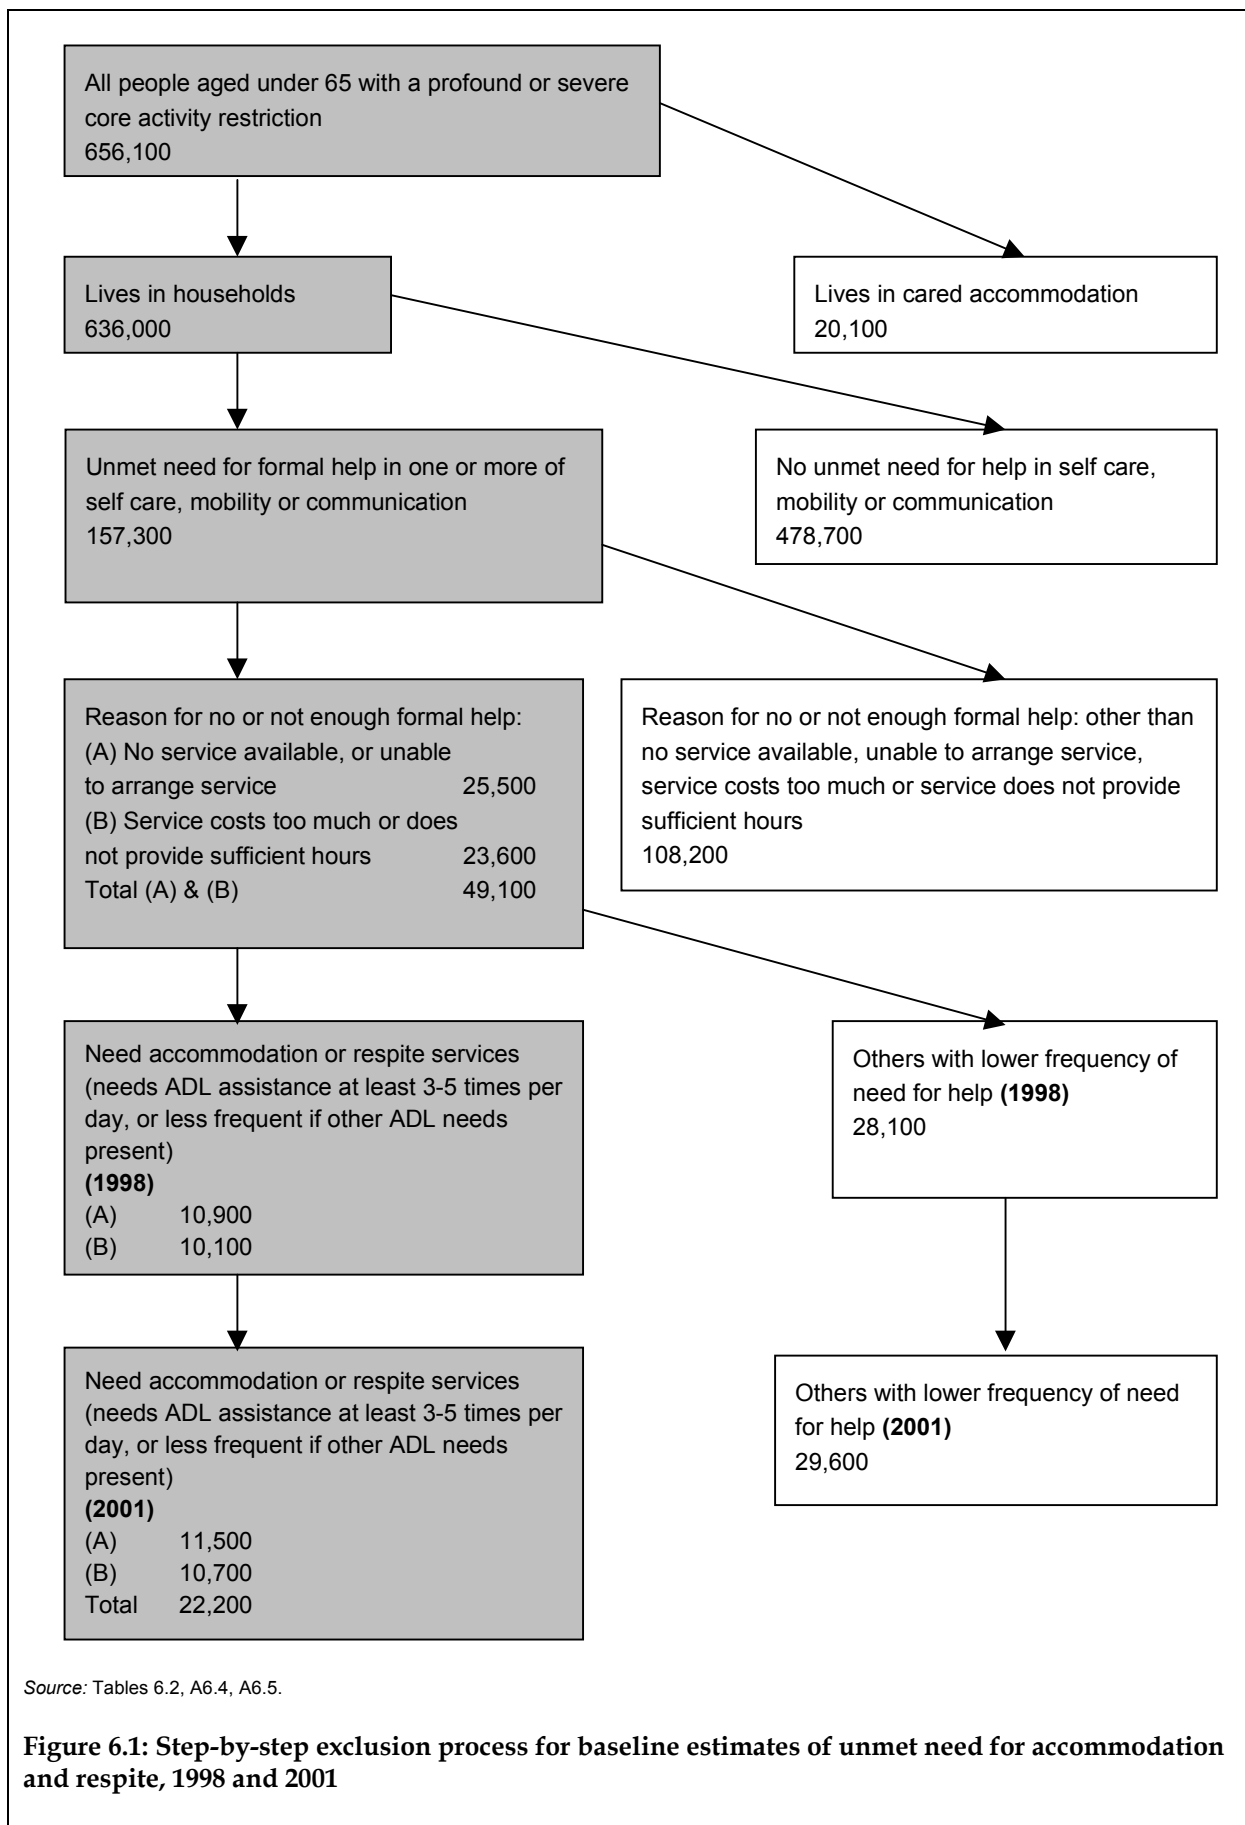 All people aged under 65 with a profound or severe
core activity restriction
656,100
Lives in households
636,000
Lives in cared accommodation
20,100
Unmet need for formal help in one or more of
self care, mobility or communication
157,300
No unmet need for help in self care,
mobility or communication
478,700
Reason for no or not enough formal help:
(A) No service available, or unable
to arrange service 25,500
(B) Service costs too much or does
not provide sufficient hours 23,600
Total (A) & (B) 49,100
Reason for no or not enough formal help: other than
no service available, unable to arrange service,
service costs too much or service does not provide
sufficient hours
108,200
Need accommodation or respite services
(needs ADL assistance at least 3-5 times per
day, or less frequent if other ADL needs
present)
(1998)
(A) 10,900
(B) 10,100
Others with lower frequency of
need for help (1998)
28,100
Need accommodation or respite services
(needs ADL assistance at least 3-5 times per
day, or less frequent if other ADL needs
present)
(2001)
(A) 11,500
(B) 10,700
Total 22,200
Others with lower frequency of need
for help (2001)
29,600
Source: Tables 6.2, A6.4, A6.5.
Figure 6.1: Step-by-step exclusion process for baseline estimates of unmet need for accommodation
and respite, 1998 and 2001